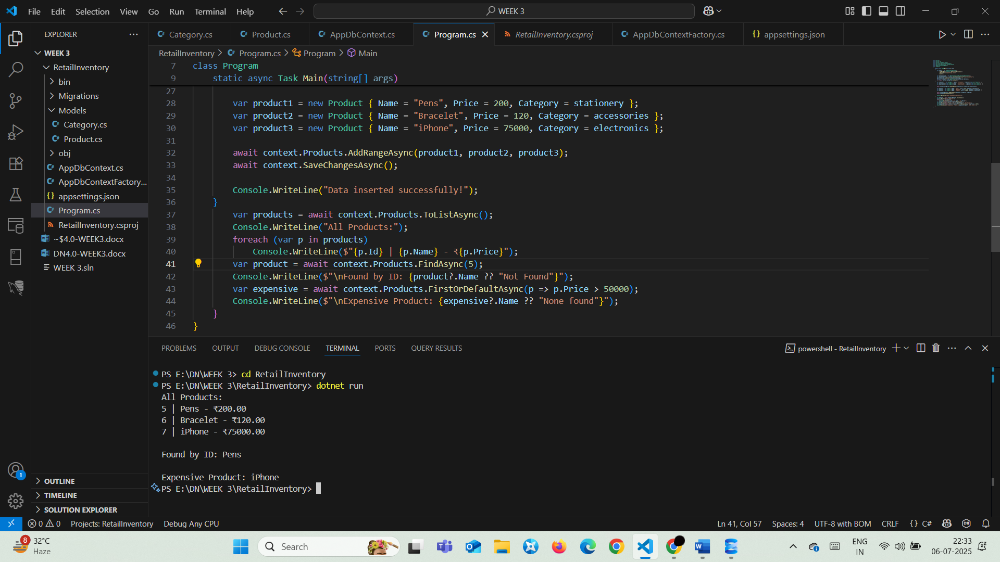 File Edit Selection View Go Run Terminal Help
WEEK 3
EXPLORER
WEEK 3
RetailInventory
bin
Migrations
Models
Category.cs
Product.cs
obj
AppDbContext.cs
AppDbContextFactory...
appsettings.json
Program.cs
RetailInventory.csproj
~$4.0-WEEK3.docx
DN4.0-WEEK3.docx
WEEK 3.sln
OUTLINE
TIMELINE
SOLUTION EXPLORER
Category.cs Product.cs AppDbContext.cs Program.cs RetailInventory.csproj AppDbContextFactory.cs appsettings.json
RetailInventory > Program.cs > Program > Main
7 class Program
9 static async Task Main(string[] args)
27
28 var product1 = new Product { Name = "Pens", Price = 200, Category = stationery };
29 var product2 = new Product { Name = "Bracelet", Price = 120, Category = accessories };
30 var product3 = new Product { Name = "iPhone", Price = 75000, Category = electronics };
31
32 await context.Products.AddRangeAsync(product1, product2, product3);
33 await context.SaveChangesAsync();
34
35 Console.WriteLine("Data inserted successfully!");
36 }
37 var products = await context.Products.ToListAsync();
38 Console.WriteLine("All Products:");
39 foreach (var p in products)
40 Console.WriteLine($"{p.Id} | {p.Name} - ₹{p.Price}");
41 var product = await context.Products.FindAsync(5);
42 Console.WriteLine($"\nFound by ID: {product?.Name ?? "Not Found"}");
43 var expensive = await context.Products.FirstOrDefaultAsync(p => p.Price > 50000);
44 Console.WriteLine($"\nExpensive Product: {expensive?.Name ?? "None found"}");
45 }
46 }
PROBLEMS OUTPUT DEBUG CONSOLE TERMINAL PORTS QUERY RESULTS
powershell - RetailInventory
PS E:\DN\WEEK 3> cd RetailInventory
PS E:\DN\WEEK 3\RetailInventory> dotnet run
All Products:
5 | Pens - ₹200.00
6 | Bracelet - ₹120.00
7 | iPhone - ₹75000.00
Found by ID: Pens
Expensive Product: iPhone
PS E:\DN\WEEK 3\RetailInventory>
1
0 0 Projects: RetailInventory Debug Any CPU
Ln 41, Col 57 Spaces: 4 UTF-8 with BOM CRLF {} C#
8
32°C
Haze
Search
ENG
IN
22:33
06-07-2025